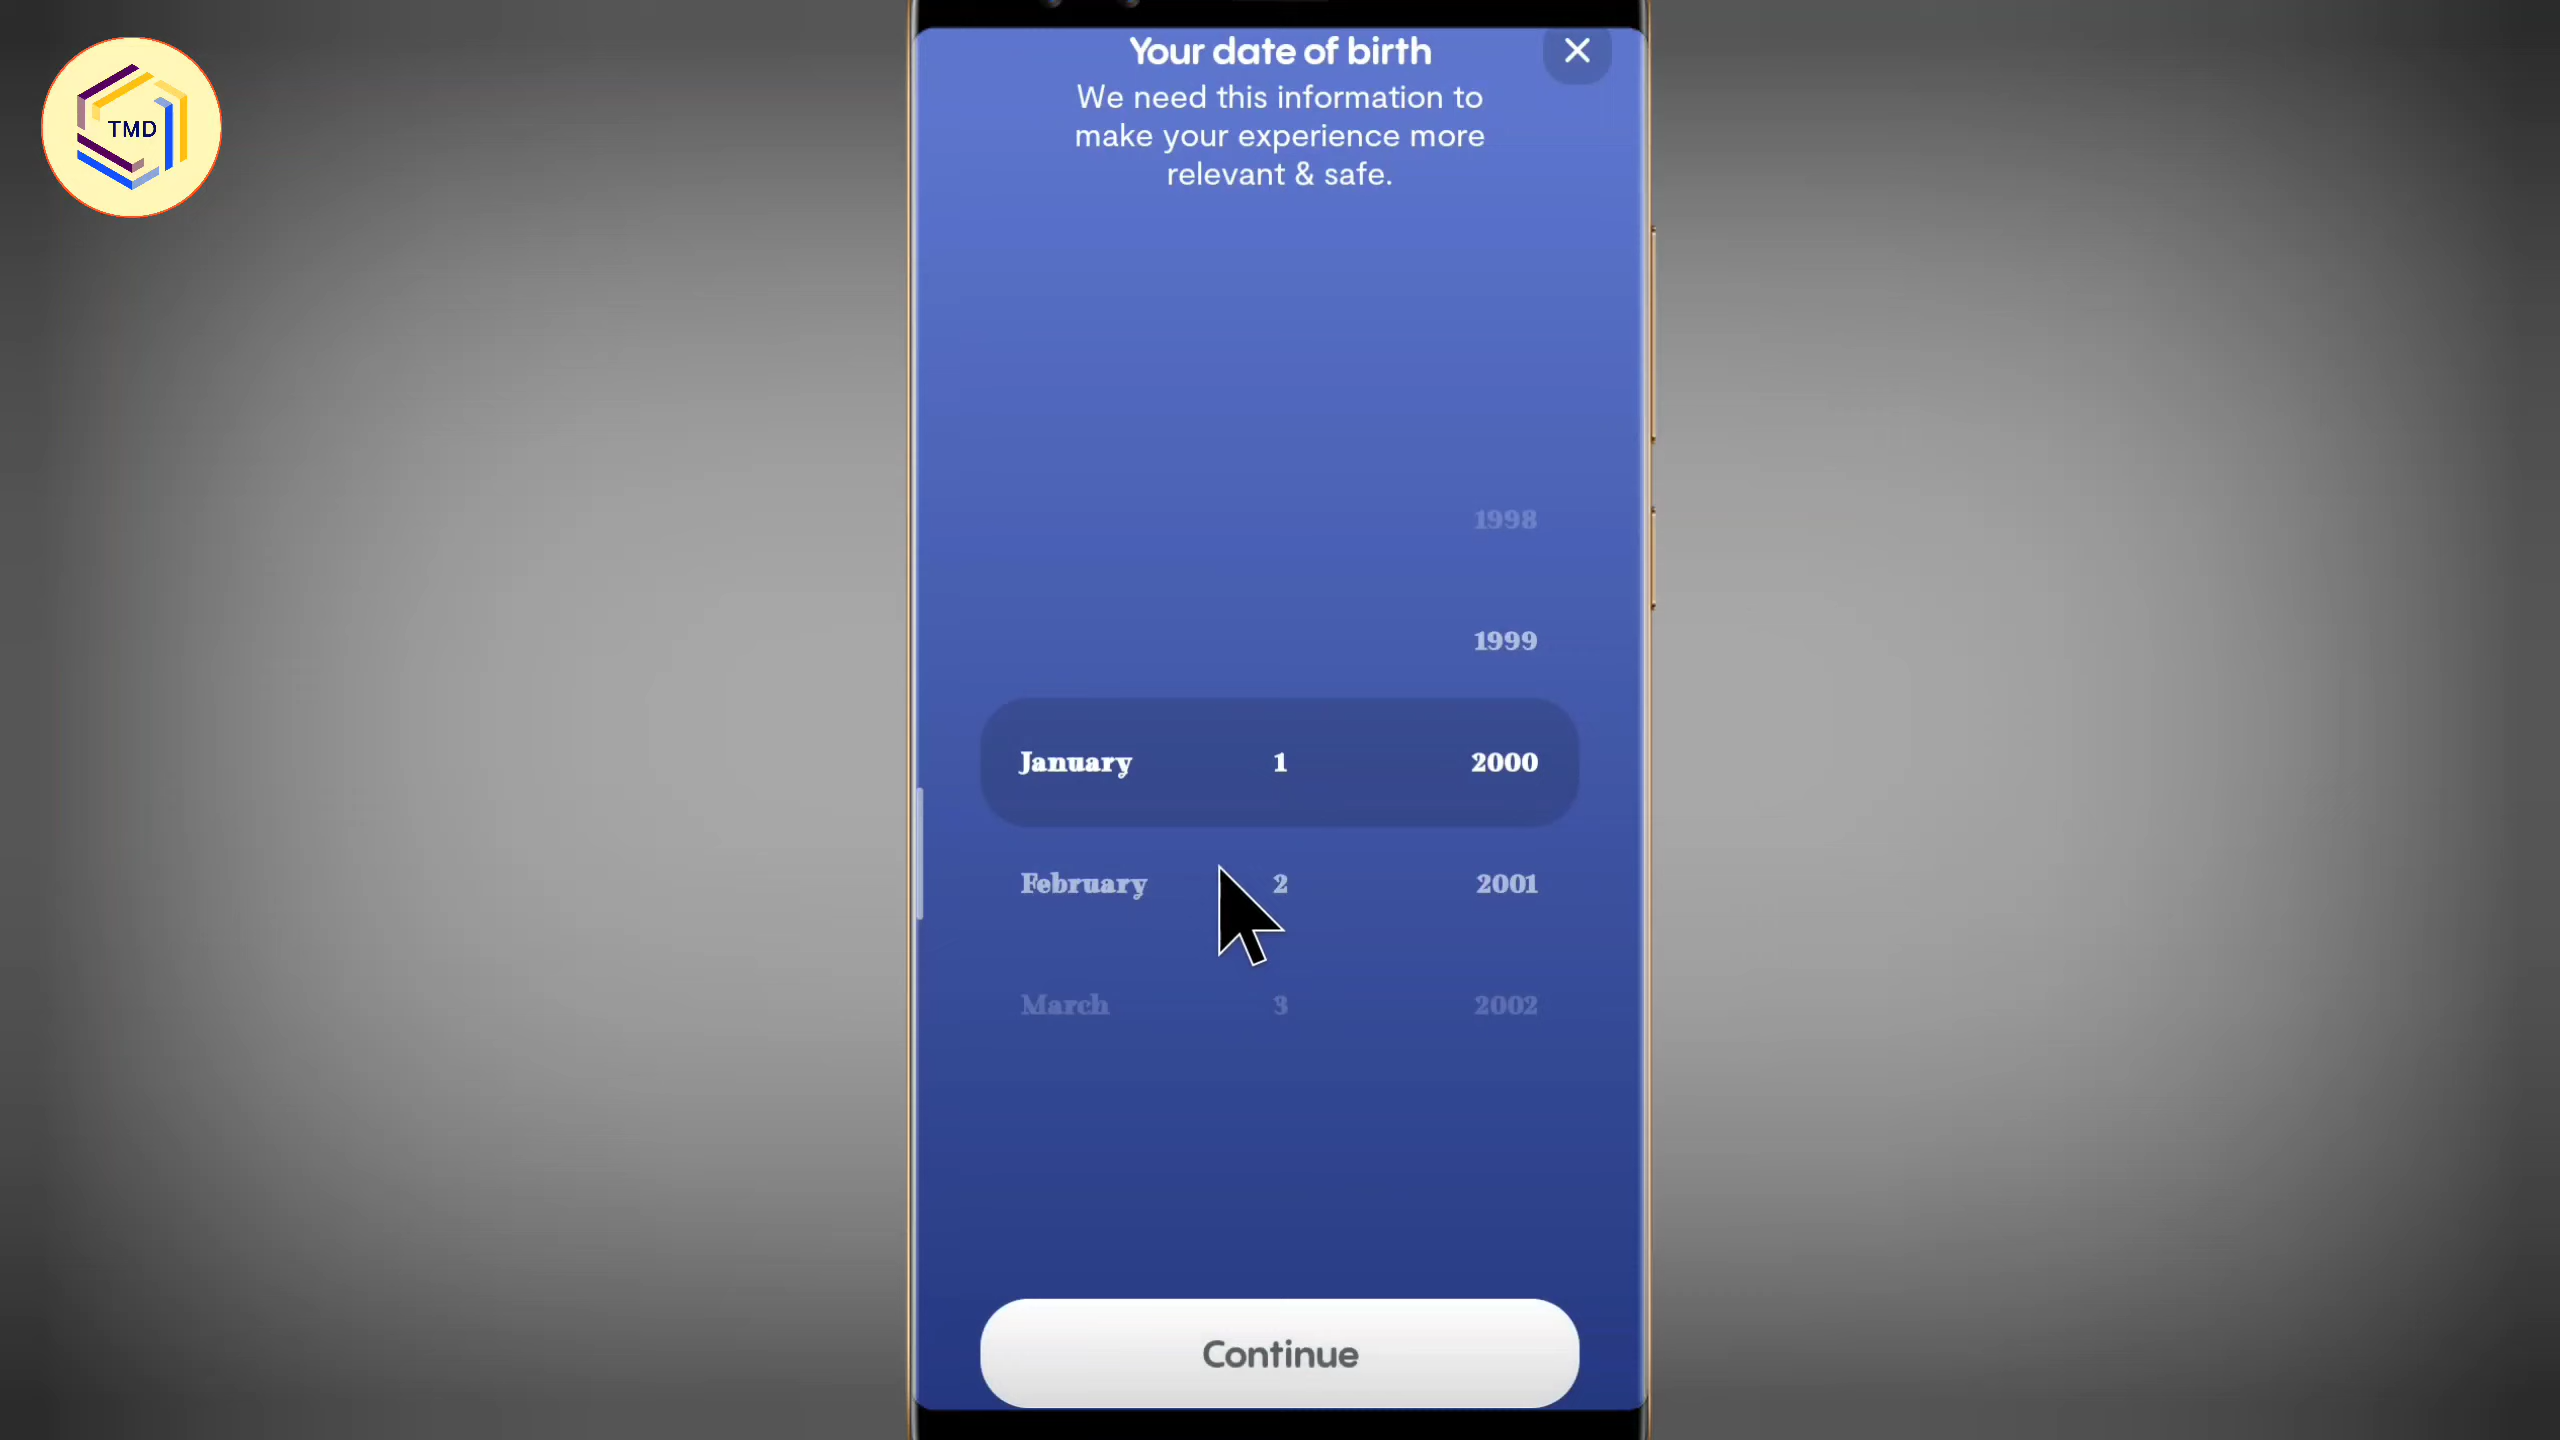 TMD
Your date of birth
We need this information to
make your experience more
relevant & safe.
1998
1999
January 1 2000
February 2 2001
March 3 2002
Continue